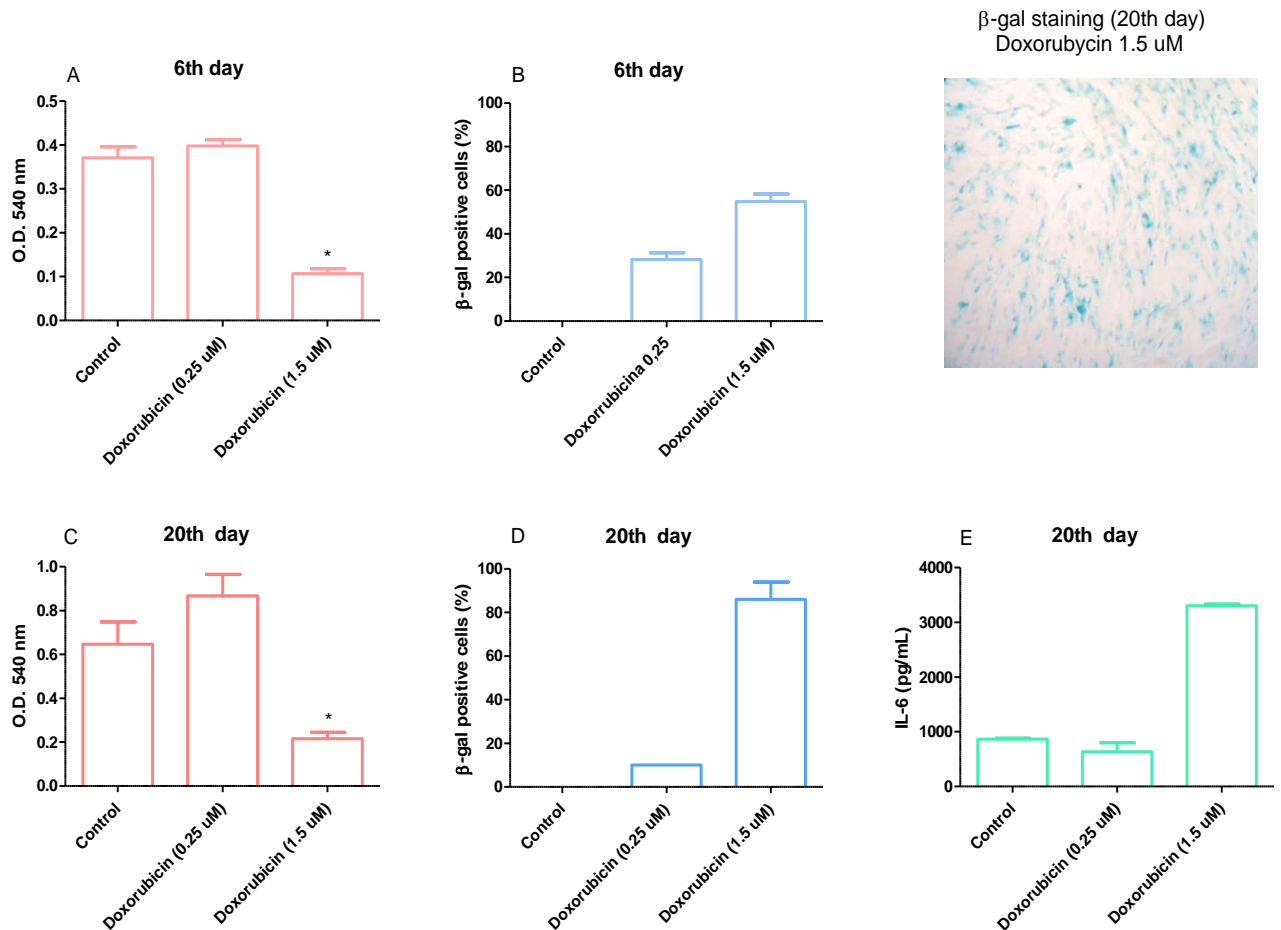 A
6th day
O.D. 540 nm
0.5
0.4
0.3
0.2
0.1
0.0
*
Control
Doxorubicin (0.25 uM)
Doxorubicin (1.5 uM)
B
6th day
β-gal positive cells (%)
100
80
60
40
20
0
Control
Doxorrubicina 0,25
Doxorubicin (1.5 uM)
β-gal staining (20th day)
Doxorubycin 1.5 uM
C
20th day
O.D. 540 nm
1.0
0.8
0.6
0.4
0.2
0.0
*
Control
Doxorubicin (0.25 uM)
Doxorubicin (1.5 uM)
D
20th day
β-gal positive cells (%)
100
80
60
40
20
0
Control
Doxorubicin (0.25 uM)
Doxorubicin (1.5 uM)
E
20th day
IL-6 (pg/mL)
4000
3000
2000
1000
0
Control
Doxorubicin (0.25 uM)
Doxorubicin (1.5 uM)